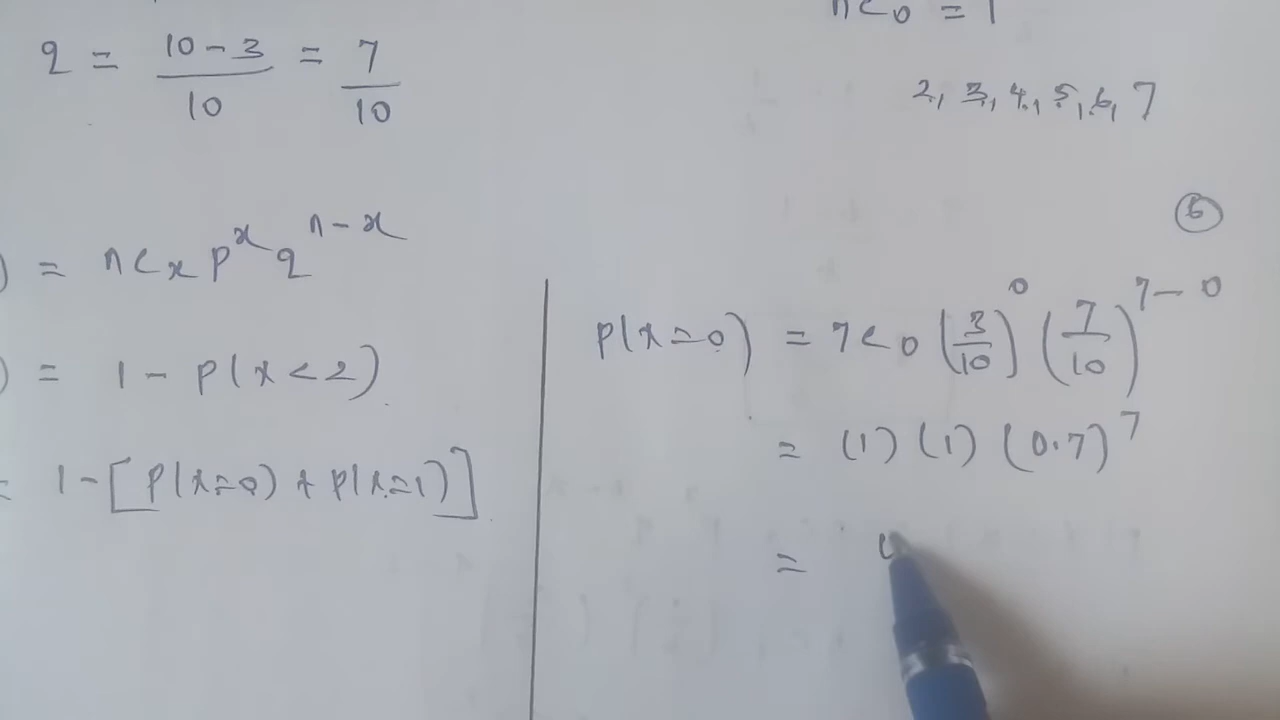 q = 10-3/10 = 7/10
nC0 = 1
2, 3, 4, 5, 6, 7
) = nCx p^x q^n-x
) = 1 - P(x<2)
= 1 - [P(x=0) + P(x=1)]
6
P(x=0) = 7C0 (3/10)^0 (7/10)^7-0
= (1) (1) (0.7)^7
=